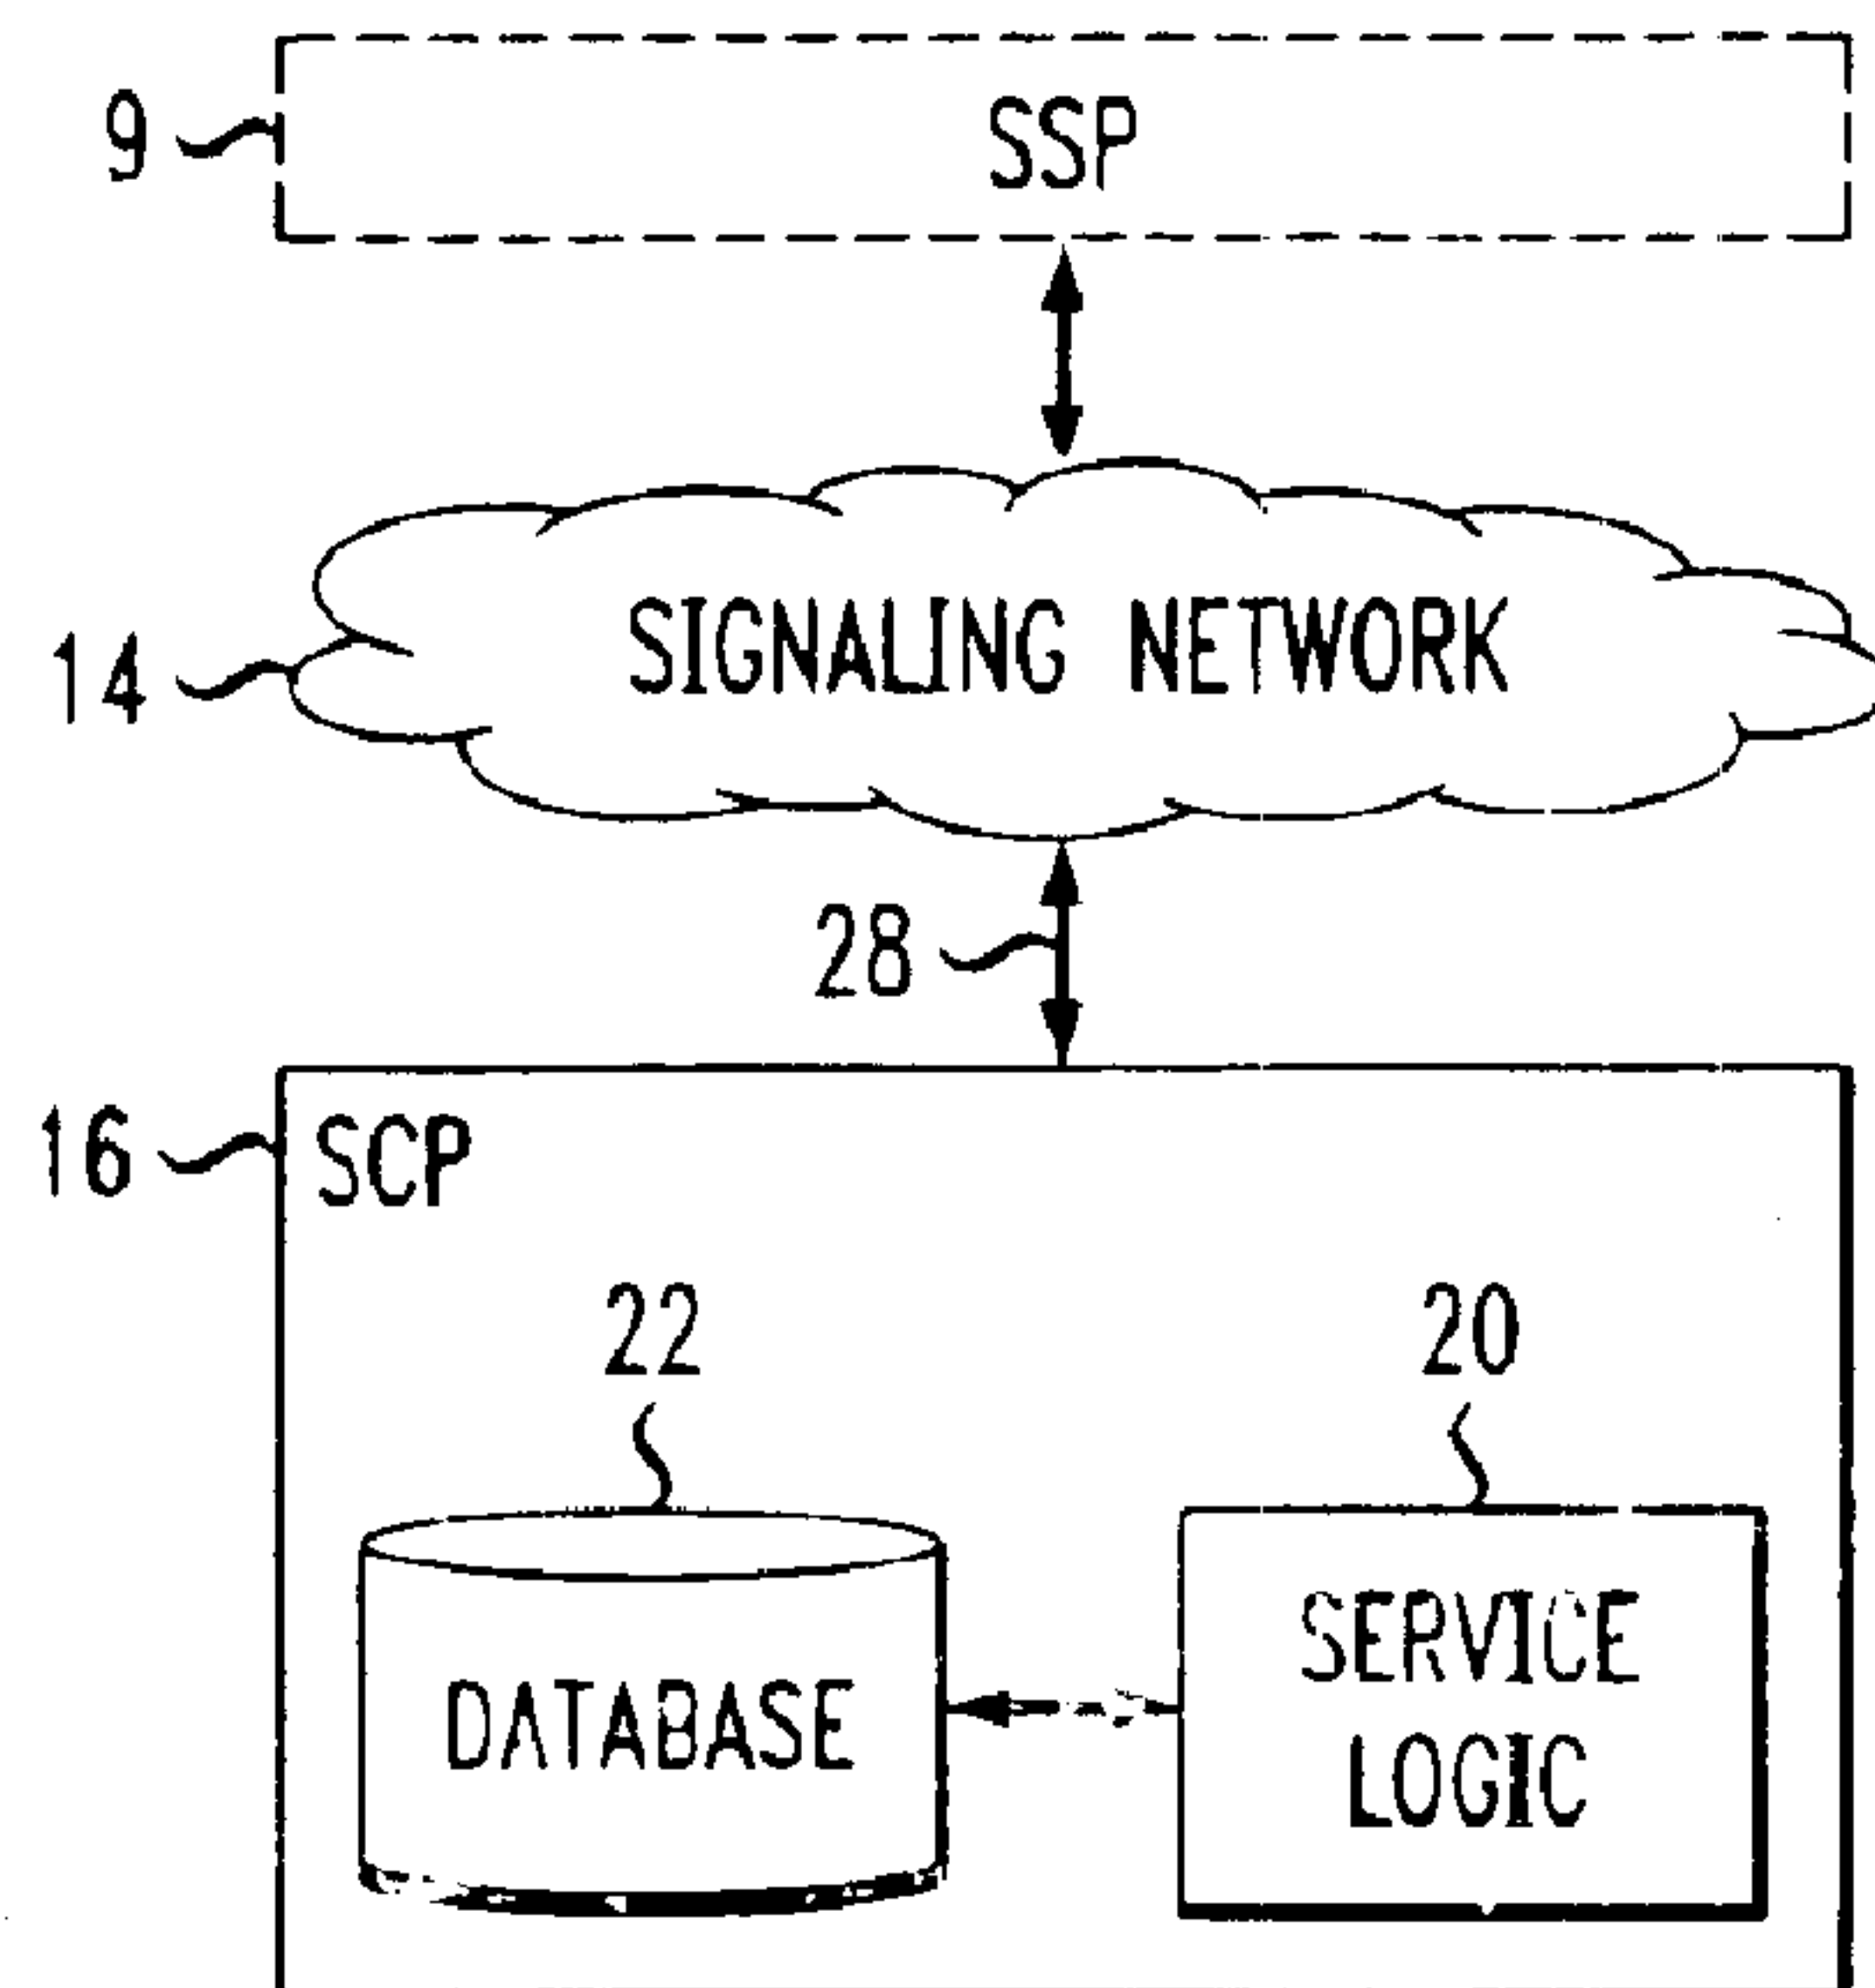 9 SSP
14 SIGNALING NETWORK
28
16 SCP
22 20
DATABASE
SERVICE
LOGIC